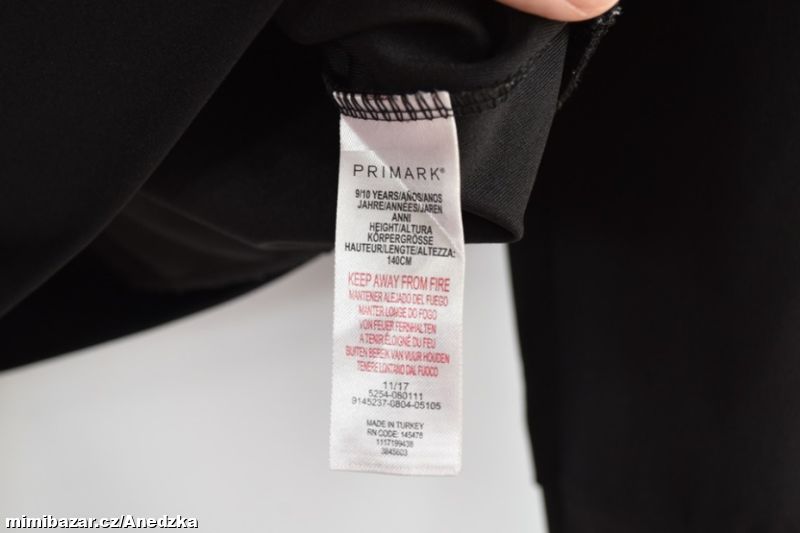 PRIMARK®
9/10 YEARS/AÑOS/ANOS
JAHRE/ANNÉES/JAREN
ANNI
HEIGHT/ALTURA
KÖRPERGRÖSSE
HAUTEUR/LENGTE/ALTEZZA:
140CM
KEEP AWAY FROM FIRE
MANTENER ALEJADO DEL FUEGO
MANTER LONGE DO FOGO
VON FEUER FERNHALTEN
A TENIR ÉLOIGNÉ DU FEU
BUITEN BEREIK VAN VUUR HOUDEN
TENERE LONTANO DAL FUOCO
11/17
5254-080111
9145237-0804-05105
MADE IN TURKEY
RN CODE: 145478
1117199438
3845603
mimibazar.cz/Anedzka